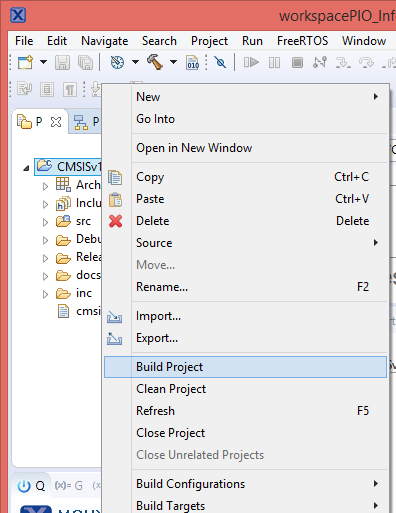 workspacePIO_Inf
File Edit Navigate Search Project Run FreeRTOS Window
010
P P
CMSISv1
New
Go Into
Open in New Window
Copy Ctrl+C
Paste Ctrl+V
Delete Delete
Source
Move...
Rename... F2
Import...
Export...
Build Project
Clean Project
Refresh F5
Close Project
Close Unrelated Projects
Build Configurations
Build Targets
Arch
Inclu
src
Debu
Relea
docs
inc
cmsi
Q (x)= G